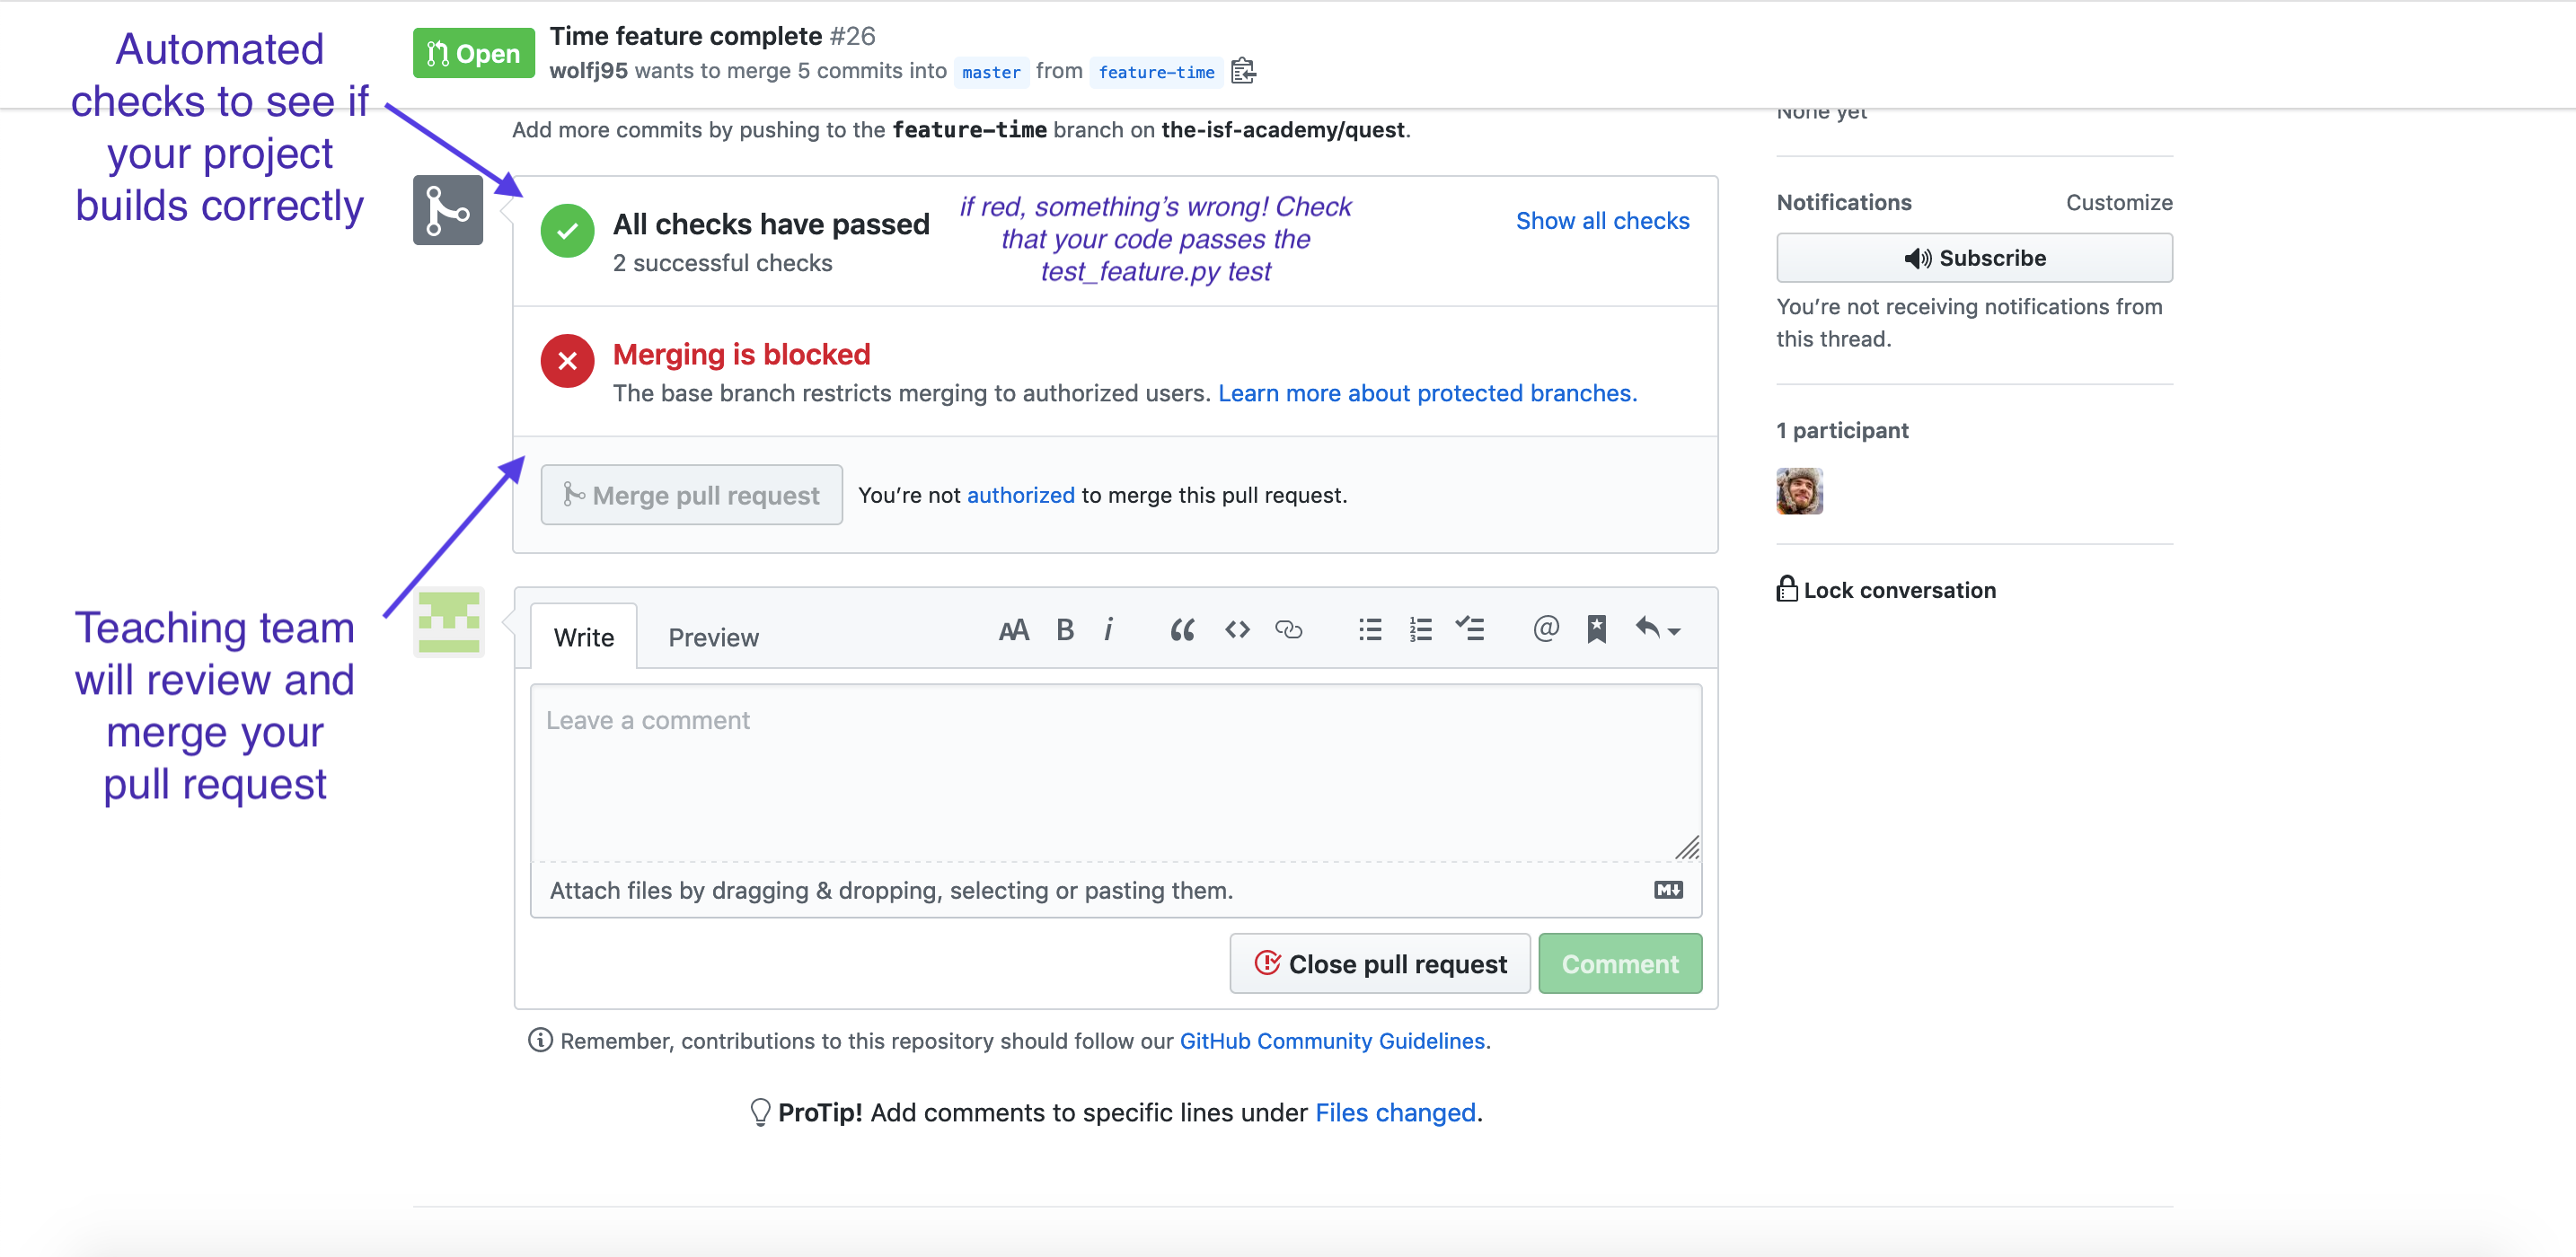 Automated
checks to see if
your project
builds correctly
Open
Time feature complete #26
wolfj95 wants to merge 5 commits into master from feature-time
Add more commits by pushing to the feature-time branch on the-isf-academy/quest.
All checks have passed
2 successful checks
if red, something’s wrong! Check
that your code passes the
test_feature.py test
Show all checks
Merging is blocked
The base branch restricts merging to authorized users. Learn more about protected branches.
Merge pull request
You’re not authorized to merge this pull request.
Teaching team
will review and
merge your
pull request
Write
Preview
AA B i
@
Leave a comment
Attach files by dragging & dropping, selecting or pasting them.
M
Close pull request
Comment
Remember, contributions to this repository should follow our GitHub Community Guidelines.
ProTip! Add comments to specific lines under Files changed.
None yet
Notifications
Customize
Subscribe
You’re not receiving notifications from
this thread.
1 participant
Lock conversation